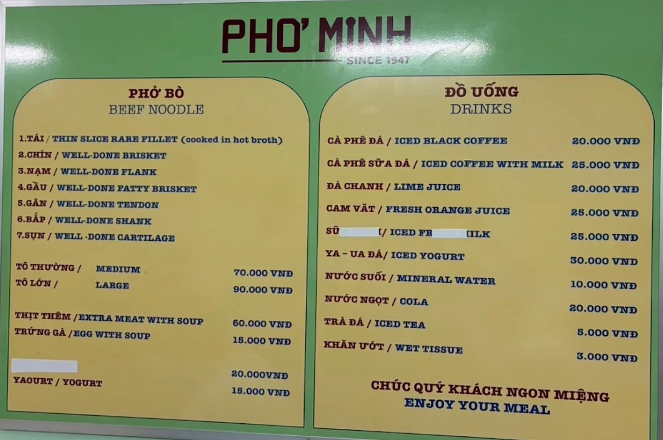 PHỞ MINH
SINCE 1947
PHỞ BÒ
BEEF NOODLE
1.TÁI / THIN SLICE RARE FILLET (cooked in hot broth)
2.CHÍN / WELL-DONE BRISKET
3.NẠM / WELL-DONE FLANK
4.GẦU / WELL-DONE FATTY BRISKET
5.GÂN / WELL-DONE TENDON
6.BẮP / WELL-DONE SHANK
7.SỤN / WELL -DONE CARTILAGE
TÔ THƯỜNG / MEDIUM 70.000 VNĐ
TÔ LỚN / LARGE 90.000 VNĐ
THỊT THÊM / EXTRA MEAT WITH SOUP 60.000 VNĐ
TRỨNG GÀ / EGG WITH SOUP 15.000 VNĐ
20.000VNĐ
YAOURT / YOGURT 15.000 VNĐ
ĐỒ UỐNG
DRINKS
CÀ PHÊ ĐÁ / ICED BLACK COFFEE 20.000 VNĐ
CÀ PHÊ SỮA ĐÁ / ICED COFFEE WITH MILK 25.000 VNĐ
ĐÁ CHANH / LIME JUICE 20.000 VNĐ
CAM VẮT / FRESH ORANGE JUICE 25.000 VNĐ
/ ICED 25.000 VNĐ
YA - UA ĐÁ/ ICED YOGURT 30.000 VNĐ
NƯỚC SUỐI / MINERAL WATER 10.000 VNĐ
NƯỚC NGỌT / COLA 20.000 VNĐ
TRÀ ĐÁ / ICED TEA 5.000 VNĐ
KHĂN ƯỚT / WET TISSUE 3.000 VNĐ
CHÚC QUÝ KHÁCH NGON MIỆNG
ENJOY YOUR MEAL